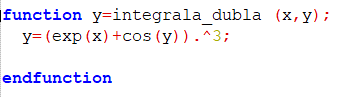 function y=integrala_dubla (x,y);
y=(exp(x)+cos(y)).^3;
endfunction